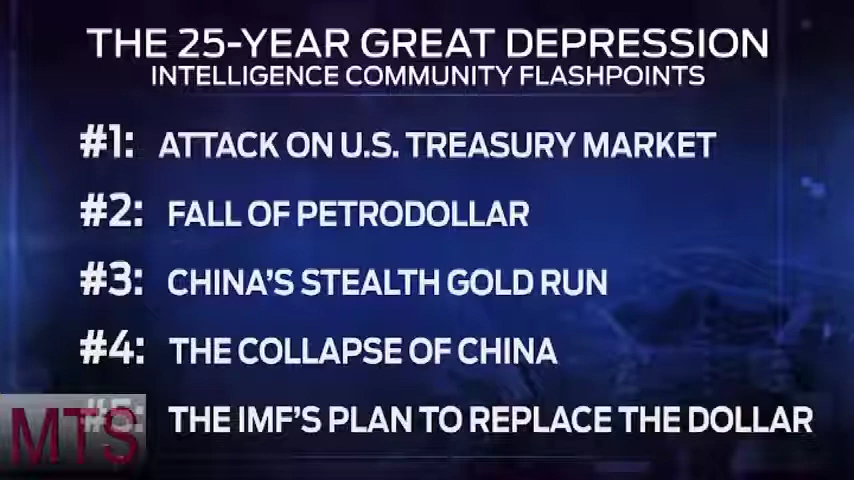 THE 25-YEAR GREAT DEPRESSION
INTELLIGENCE COMMUNITY FLASHPOINTS
#1: ATTACK ON U.S. TREASURY MARKET
#2: FALL OF PETRODOLLAR
#3: CHINA'S STEALTH GOLD RUN
#4: THE COLLAPSE OF CHINA
#5: THE IMF'S PLAN TO REPLACE THE DOLLAR
MTS